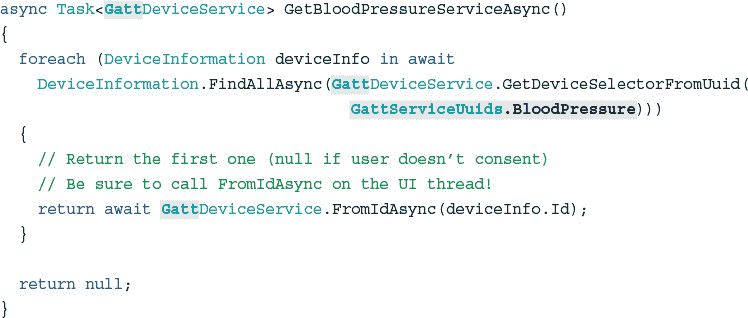 async Task<GattDeviceService> GetBloodPressureServiceAsync()
{
  foreach (DeviceInformation deviceInfo in await
    DeviceInformation.FindAllAsync(GattDeviceService.GetDeviceSelectorFromUuid(
                                     GattServiceUuids.BloodPressure)))
  {
    // Return the first one (null if user doesn’t consent)
    // Be sure to call FromIdAsync on the UI thread!
    return await GattDeviceService.FromIdAsync(deviceInfo.Id);
  }

  return null;
}